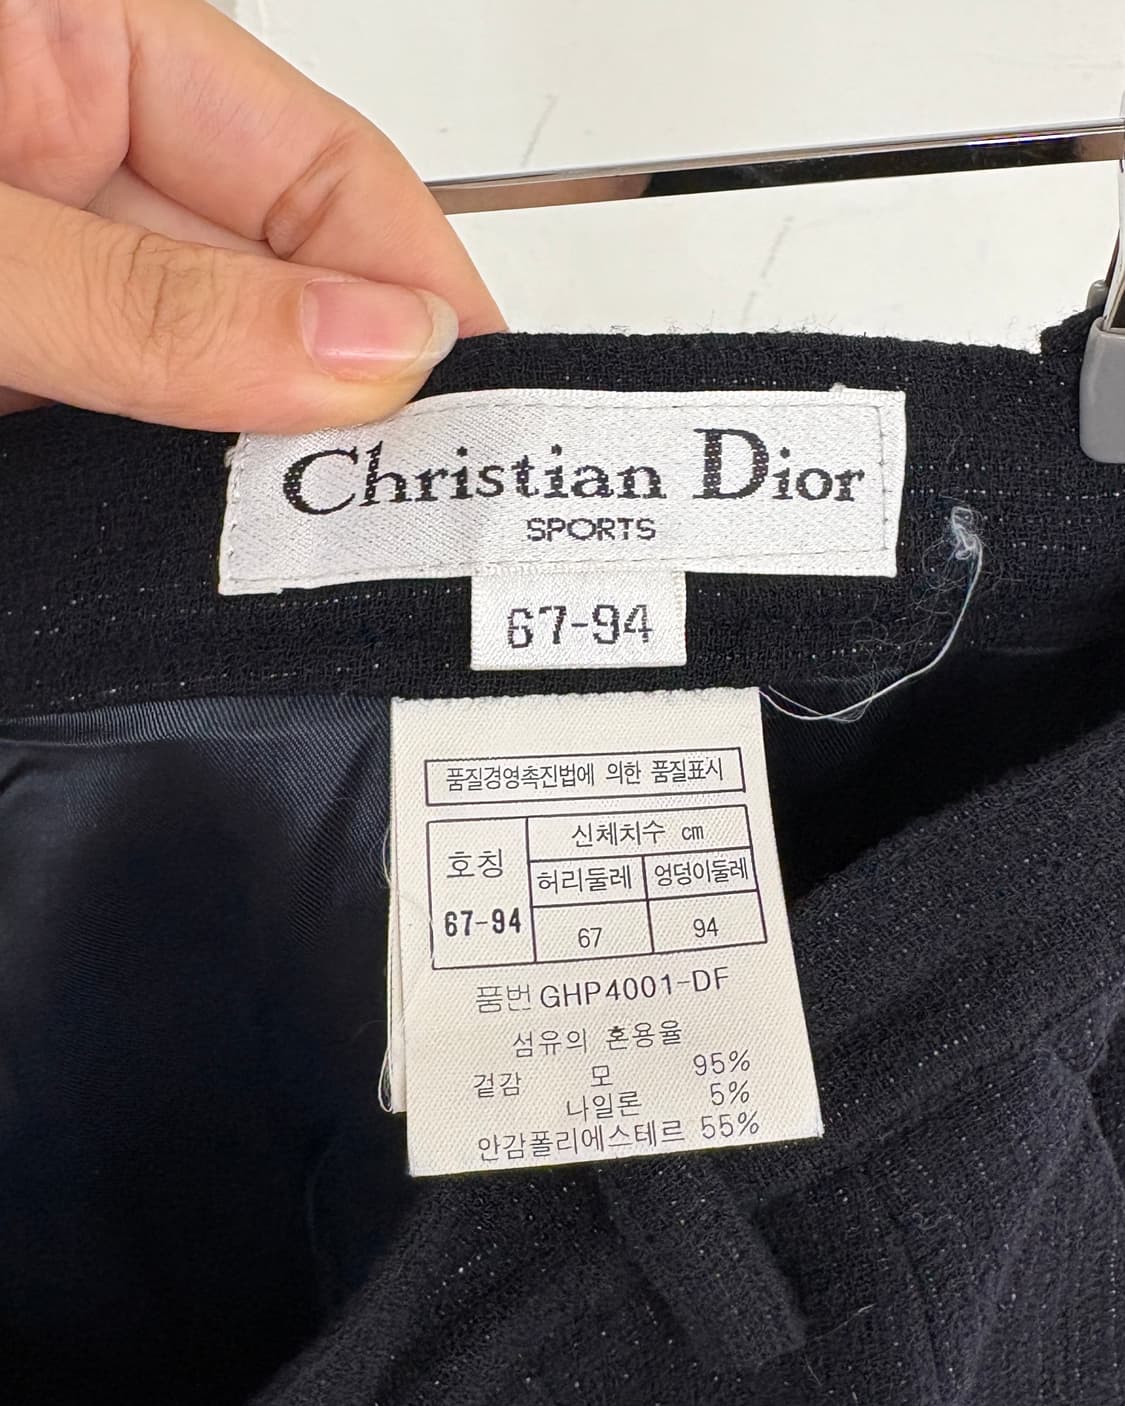 Christian Dior
SPORTS
67-94
품질경영촉진법에 의한 품질표시
호칭
신체치수 cm
허리둘레 엉덩이둘레
67-94
67 94
품번 GHP4001-DF
섬유의 혼용율
겉감 모 95%
나일론 5%
안감폴리에스테르 55%